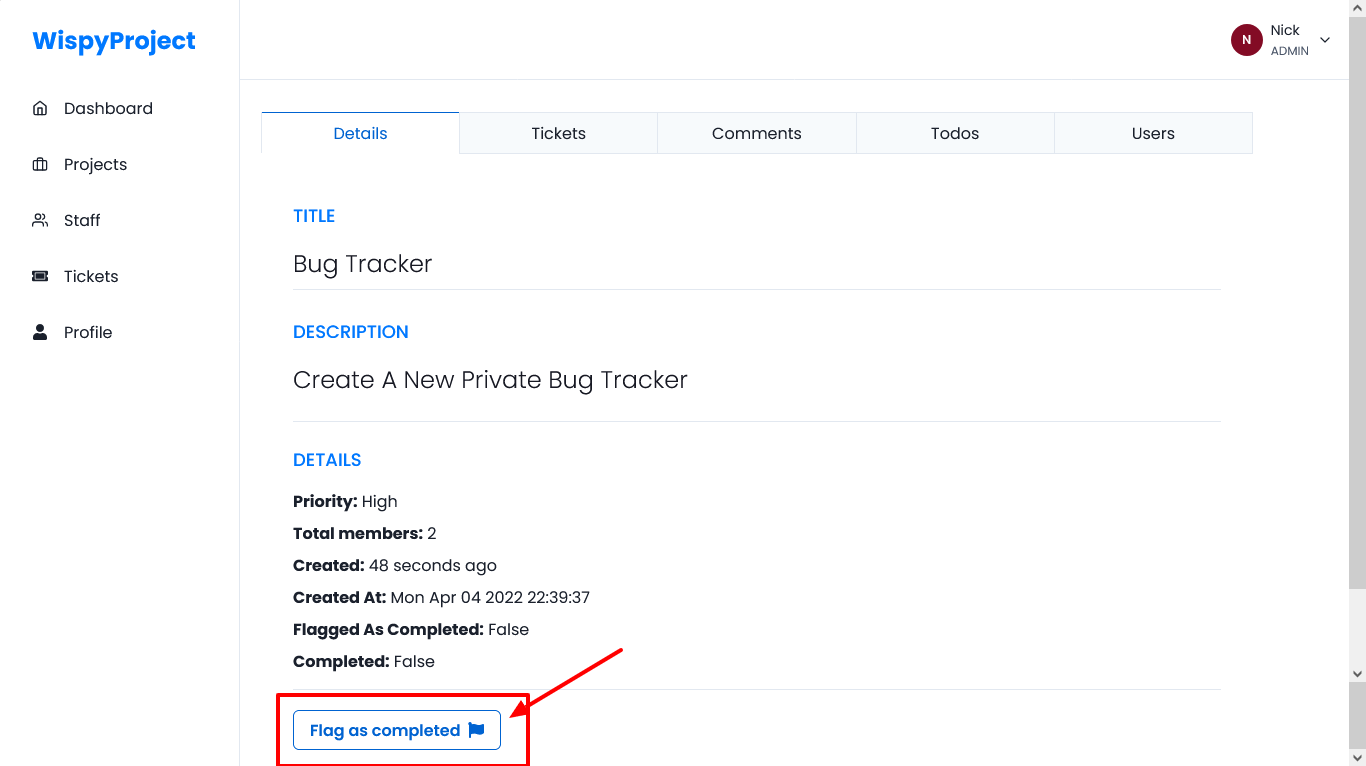 WispyProject
N
Nick
ADMIN
Dashboard
Projects
Staff
Tickets
Profile
Details Tickets Comments Todos Users
TITLE
Bug Tracker
DESCRIPTION
Create A New Private Bug Tracker
DETAILS
Priority: High
Total members: 2
Created: 48 seconds ago
Created At: Mon Apr 04 2022 22:39:37
Flagged As Completed: False
Completed: False
Flag as completed